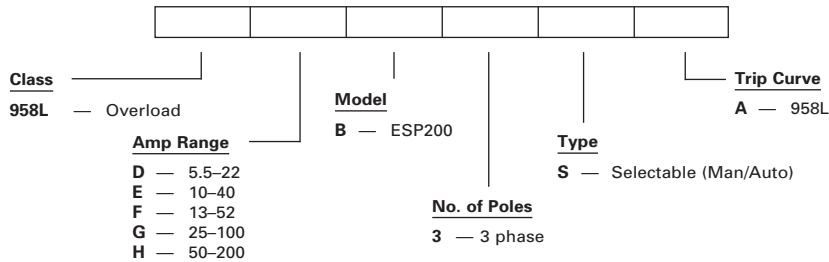 Class
958L — Overload
Amp Range
D — 5.5–22
E — 10–40
F — 13–52
G — 25–100
H — 50–200
Model
B — ESP200
No. of Poles
3 — 3 phase
Type
S — Selectable (Man/Auto)
Trip Curve
A — 958L